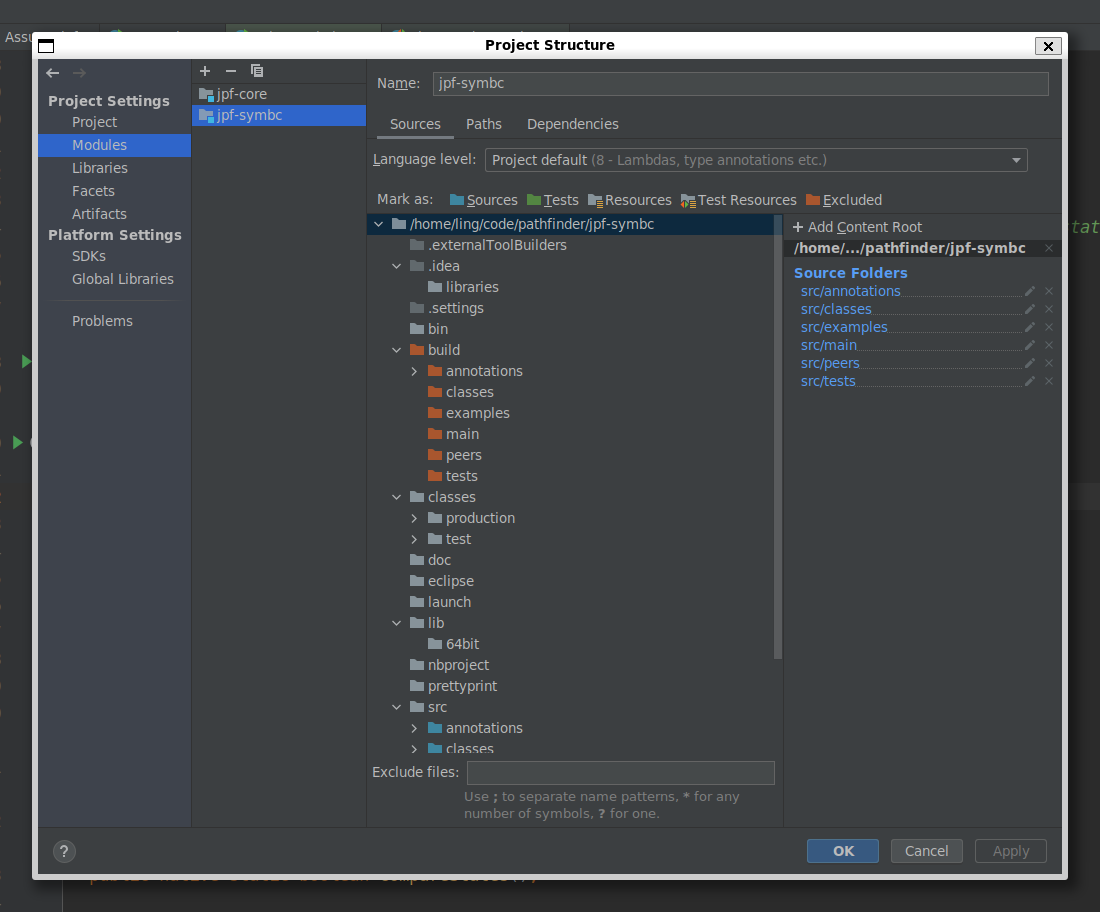 Project Structure
Project Settings
Project
Modules
Libraries
Facets
Artifacts
Platform Settings
SDKs
Global Libraries
Problems
jpf-core
jpf-symbc
Name: jpf-symbc
Sources Paths Dependencies
Language level: Project default (8 - Lambdas, type annotations etc.)
Mark as: Sources Tests Resources Test Resources Excluded
/home/ling/code/pathfinder/jpf-symbc
.externalToolBuilders
.idea
libraries
.settings
bin
build
annotations
classes
examples
main
peers
tests
classes
production
test
doc
eclipse
launch
lib
64bit
nbproject
prettyprint
src
annotations
classes
Exclude files:
Use ; to separate name patterns, * for any
number of symbols, ? for one.
+ Add Content Root
/home/.../pathfinder/jpf-symbc
Source Folders
src/annotations
src/classes
src/examples
src/main
src/peers
src/tests
? OK Cancel Apply